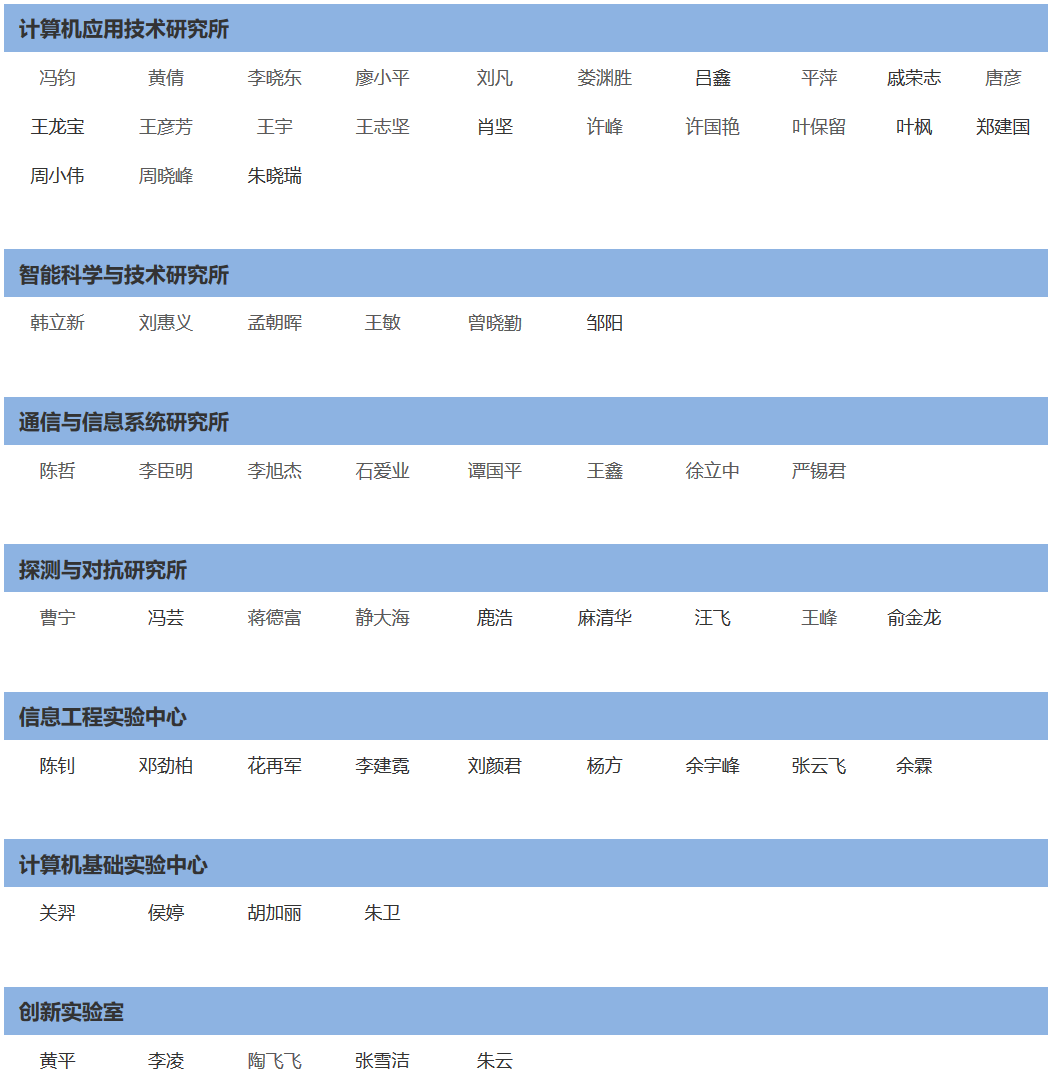 计算机应用技术研究所
冯钧 黄倩 李晓东 廖小平 刘凡 娄渊胜 吕鑫 平萍 戚荣志 唐彦
王龙宝 王彦芳 王宇 王志坚 肖坚 许峰 许国艳 叶保留 叶枫 郑建国
周小伟 周晓峰 朱晓瑞
智能科学与技术研究所
韩立新 刘惠义 孟朝晖 王敏 曾晓勤 邹阳
通信与信息系统研究所
陈哲 李臣明 李旭杰 石爱业 谭国平 王鑫 徐立中 严锡君
探测与对抗研究所
曹宁 冯芸 蒋德富 静大海 鹿浩 麻清华 汪飞 王峰 俞金龙
信息工程实验中心
陈钊 邓劲柏 花再军 李建霓 刘颜君 杨方 余宇峰 张云飞 余霖
计算机基础实验中心
关羿 侯婷 胡加丽 朱卫
创新实验室
黄平 李凌 陶飞飞 张雪洁 朱云